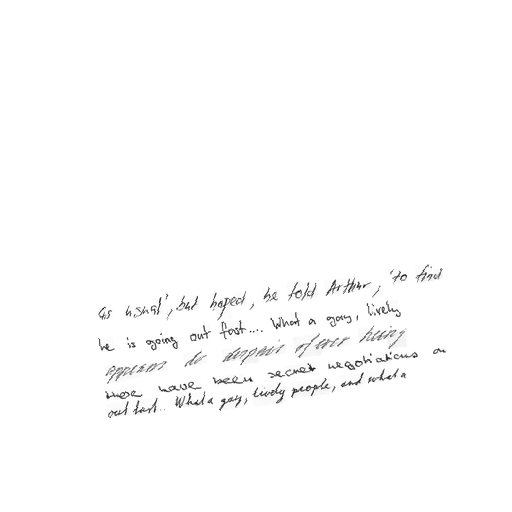 as usual', but hoped, he told Arthur, 'to find
he is going out fast.... What a gay, lively
appears to despair of ever being
there have been secret negotiations on
out fast.. What a gay, lively people, and what a